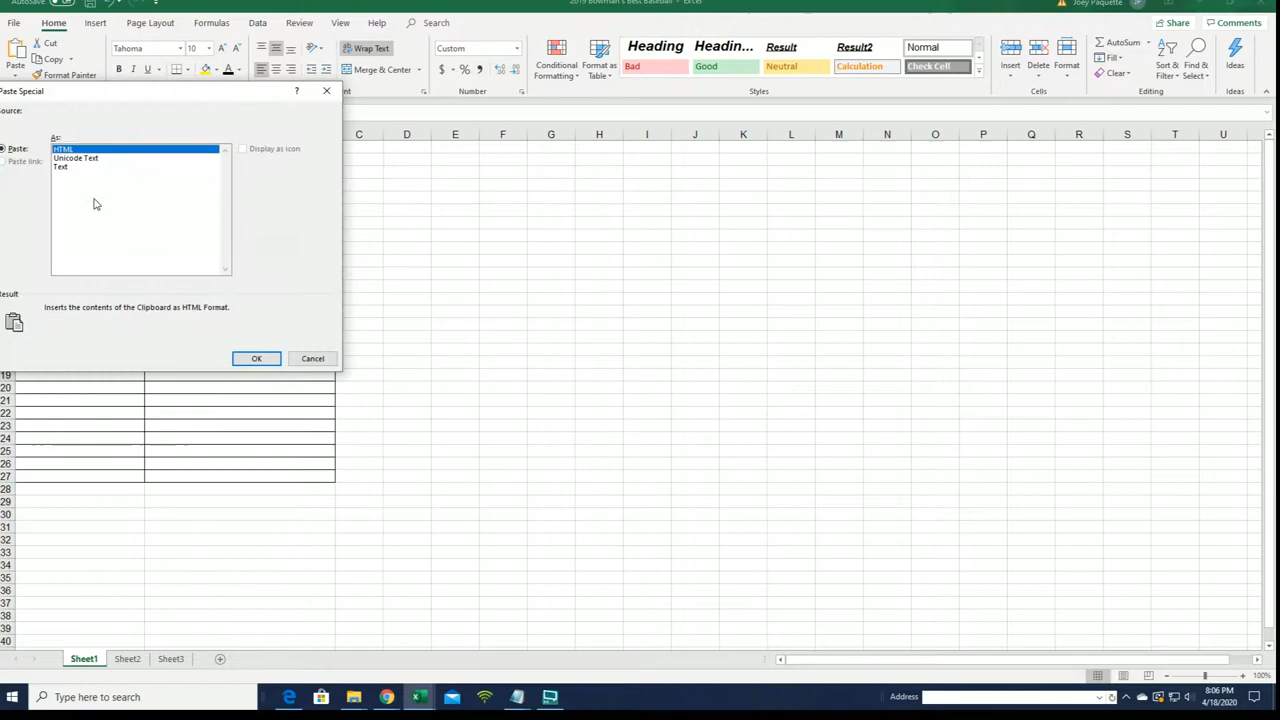 AutoSave Off 2019 Bowman's Best Baseball - Excel Joey Paquette JP
File Home Insert Page Layout Formulas Data Review View Help Search Share Comments
Cut Tahoma 10 Wrap Text Custom Heading Headin... Result Result2 Normal AutoSum
Copy Fill
Paste Format Painter B I U Merge & Center $ % Conditional Formatting Format as Table Bad Good Neutral Calculation Check Cell Insert Delete Format Clear Sort & Filter Find & Select Ideas
Number Styles Cells Editing Ideas
Paste Special ? ×
Source:
As:
Paste: HTML Display as icon
Paste link: Unicode Text
Text
Result
Inserts the contents of the Clipboard as HTML Format.
OK Cancel
C D E F G H I J K L M N O P Q R S T U
19
20
21
22
23
24
25
26
27
28
29
30
31
32
33
34
35
36
37
38
39
40
Sheet1 Sheet2 Sheet3
100%
Type here to search Address 8:06 PM
4/18/2020